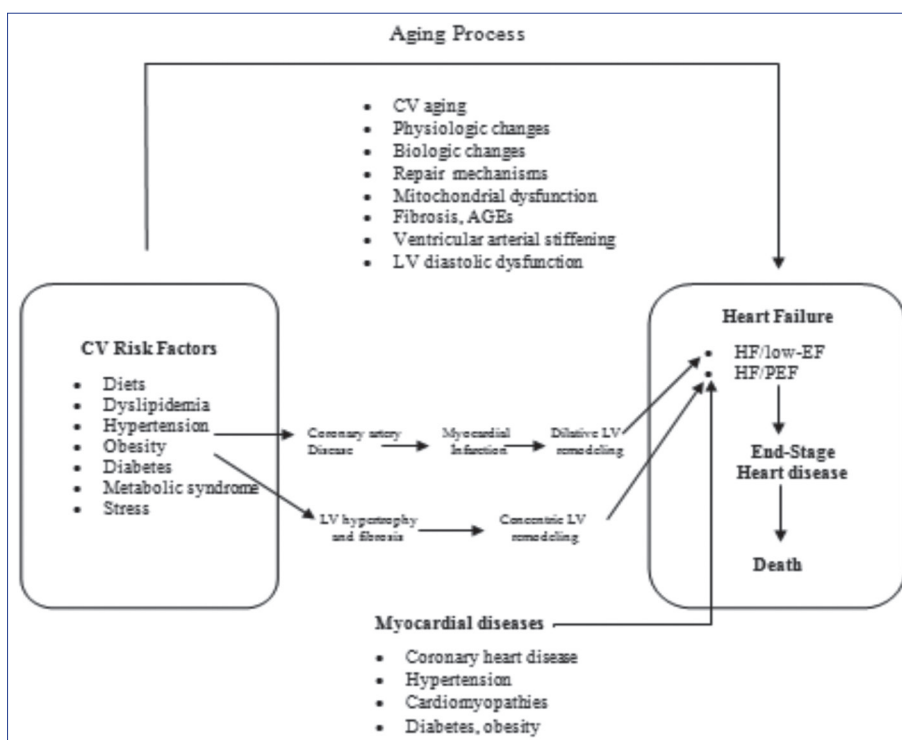 Aging Process
• CV aging
• Physiologic changes
• Biologic changes
• Repair mechanisms
• Mitochondrial dysfunction
• Fibrosis, AGEs
• Ventricular arterial stiffening
• LV diastolic dysfunction
CV Risk Factors
• Diets
• Dyslipidemia
• Hypertension
• Obesity
• Diabetes
• Metabolic syndrome
• Stress
Coronary artery
Disease
Myocardial
Infarction
Dilative LV
remodeling
LV hypertrophy
and fibrosis
Concentric LV
remodeling
Heart Failure
• HF/low-EF
• HF/PEF
End-Stage
Heart disease
Death
Myocardial diseases
• Coronary heart disease
• Hypertension
• Cardiomyopathies
• Diabetes, obesity